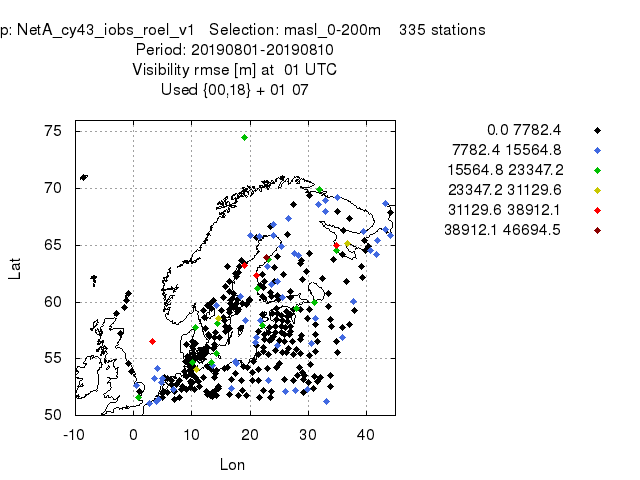 p: NetA_cy43_iobs_roel_v1 Selection: masl_0-200m 335 stations
Period: 20190801-20190810
Visibility rmse [m] at 01 UTC
Used {00,18} + 01 07
0.0 7782.4
7782.4 15564.8
15564.8 23347.2
23347.2 31129.6
31129.6 38912.1
38912.1 46694.5
75
70
65
60
55
50
Lat
-10 0 10 20 30 40
Lon